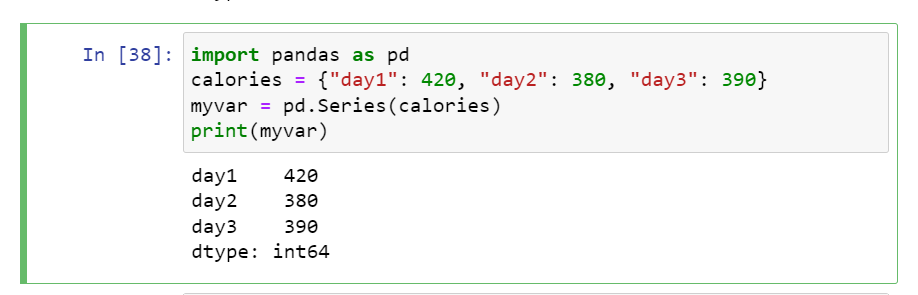 In [38]: import pandas as pd
calories = {"day1": 420, "day2": 380, "day3": 390}
myvar = pd.Series(calories)
print(myvar)
day1    420
day2    380
day3    390
dtype: int64